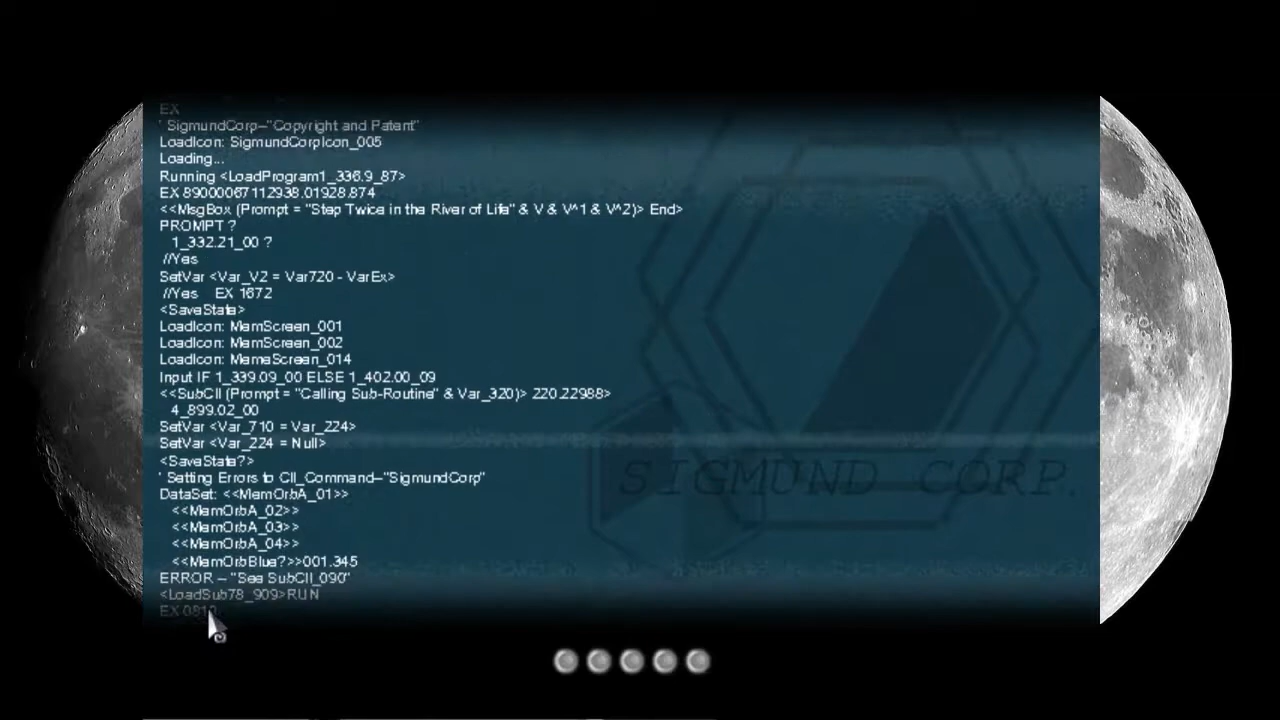 EX
' SigmundCorp--"Copyright and Patent"
LoadIcon: SigmundCorpIcon_005
Loading...
Running <LoadProgram1_336.9_87>
EX 89000067112938.01928.874
<<MsgBox (Prompt = "Step Twice in the River of Life" & V & V^1 & V^2)> End>
PROMPT ?
1_332.21_00 ?
//Yes
SetVar <Var_V2 = Var720 - VarEx>
//Yes EX 1672
<SaveState>
LoadIcon: MemScreen_001
LoadIcon: MemScreen_002
LoadIcon: MemeScreen_014
Input IF 1_339.09_00 ELSE 1_402.00_09
<<SubCll (Prompt = "Calling Sub-Routine" & Var_320)> 220.22988>
4_899.02_00
SetVar <Var_710 = Var_224>
SetVar <Var_224 = Null>
<SaveState?>
' Setting Errors to Cll_Command--"SigmundCorp"
DataSet: <<MemOrbA_01>>
<<MemOrbA_02>>
<<MemOrbA_03>>
<<MemOrbA_04>>
<<MemOrbBlue?>>001.345
ERROR -- "See SubCll_090"
<LoadSub78_909>RUN
EX
SIGMUND CORP.